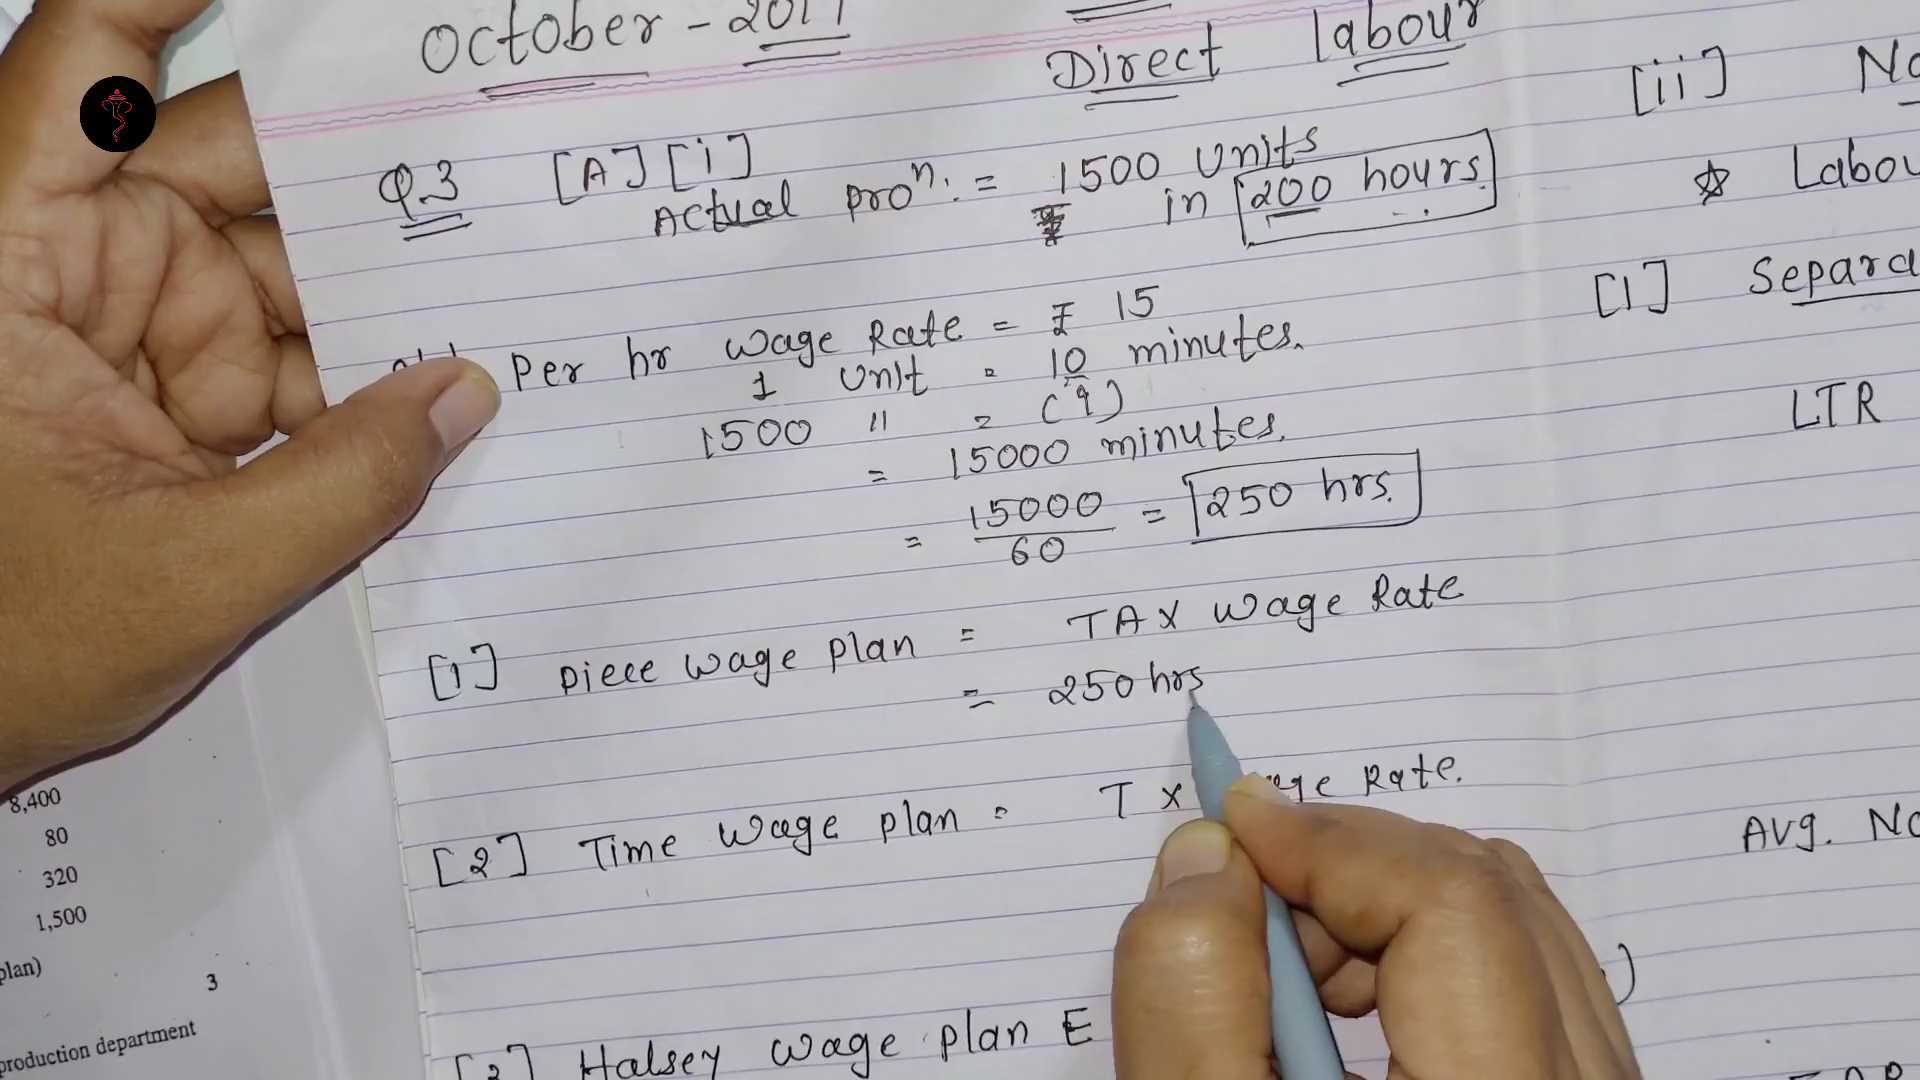 October - 2011
Direct Labour
Q.3 [A] [i]
Actual Proⁿ. = 1500 Units
in 200 hours.
Per hr Wage Rate = ₹ 15
1 Unit = 10 minutes.
1500 " = (?)
= 15000 minutes.
= 15000/60 = 250 hrs.
[1] Piece Wage Plan = TA X Wage Rate
= 250 hrs
[2] Time Wage Plan = T X Rate.
Halsey Wage Plan E
[ii]
☆ Labou
[1] Separa
LTR
Avg. No
8,400
80
320
1,500
plan)
3
production department